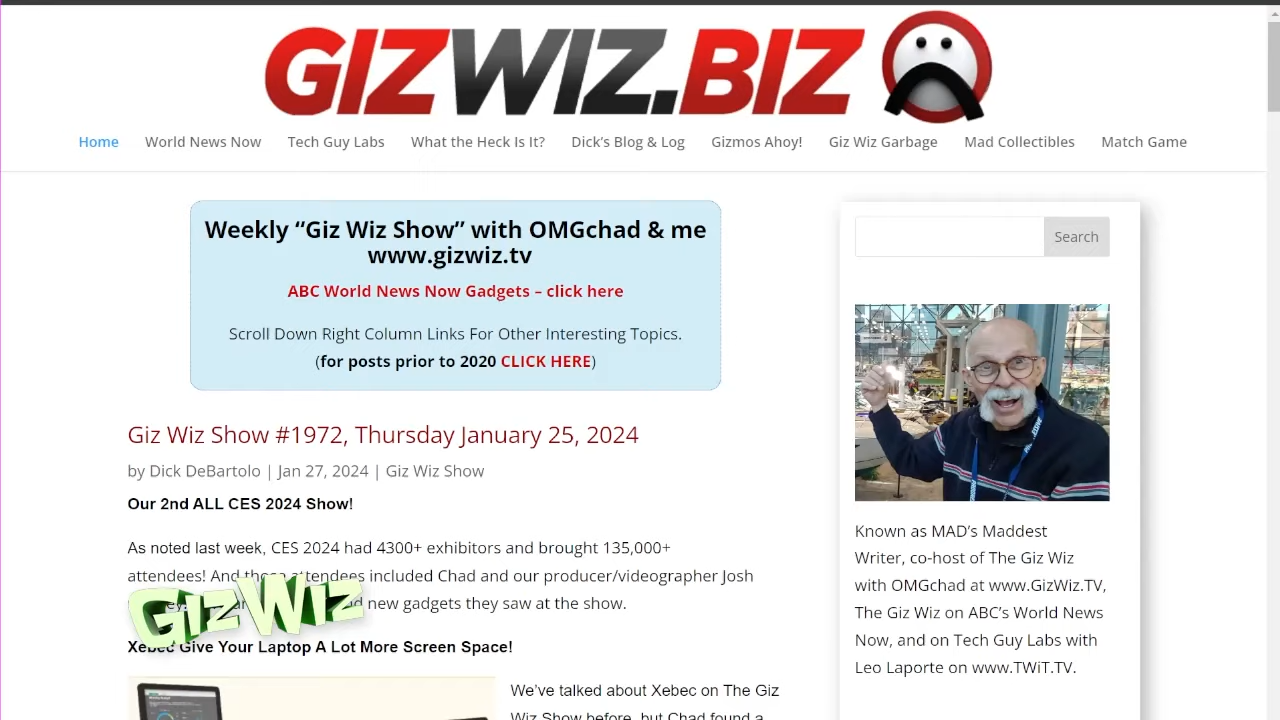 GIZWIZ.BIZ
Home World News Now Tech Guy Labs What the Heck Is It? Dick's Blog & Log Gizmos Ahoy! Giz Wiz Garbage Mad Collectibles Match Game
Weekly “Giz Wiz Show” with OMGchad & me
www.gizwiz.tv
ABC World News Now Gadgets – click here
Scroll Down Right Column Links For Other Interesting Topics.
(for posts prior to 2020 CLICK HERE)
Giz Wiz Show #1972, Thursday January 25, 2024
by Dick DeBartolo | Jan 27, 2024 | Giz Wiz Show
Our 2nd ALL CES 2024 Show!
As noted last week, CES 2024 had 4300+ exhibitors and brought 135,000+
attendees! And those attendees included Chad and our producer/videographer Josh
new gadgets they saw at the show.
GizWiz
Xebec Give Your Laptop A Lot More Screen Space!
We've talked about Xebec on The Giz
Wiz Show before, but Chad found a
Search
Known as MAD's Maddest
Writer, co-host of The Giz Wiz
with OMGchad at www.GizWiz.TV,
The Giz Wiz on ABC's World News
Now, and on Tech Guy Labs with
Leo Laporte on www.TWiT.TV.